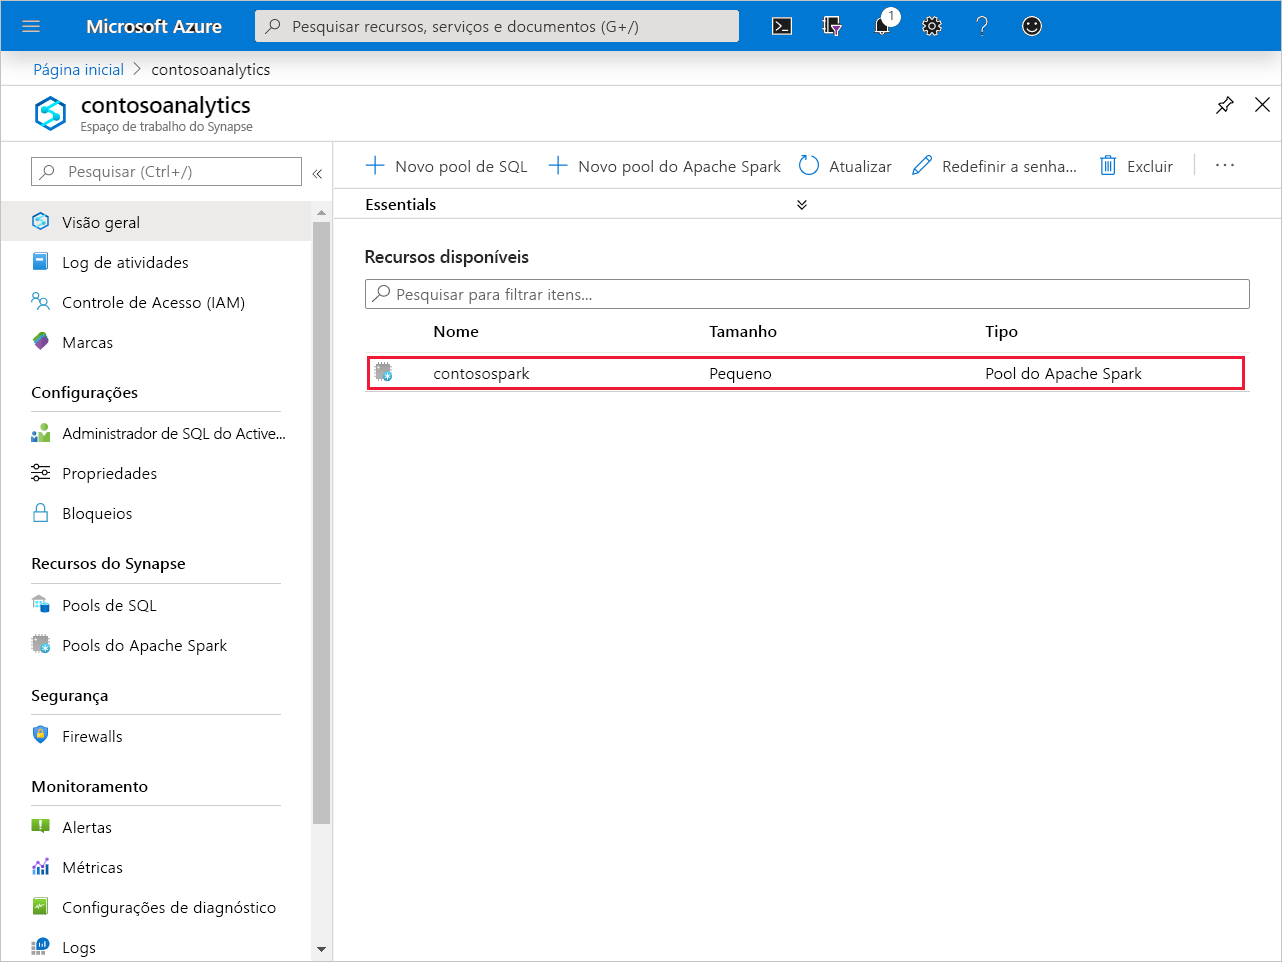 Microsoft Azure
Pesquisar recursos, serviços e documentos (G+/)
1
Página inicial > contosoanalytics
contosoanalytics
Espaço de trabalho do Synapse
Pesquisar (Ctrl+/)
«
Visão geral
Log de atividades
Controle de Acesso (IAM)
Marcas
Configurações
Administrador de SQL do Active...
Propriedades
Bloqueios
Recursos do Synapse
Pools de SQL
Pools do Apache Spark
Segurança
Firewalls
Monitoramento
Alertas
Métricas
Configurações de diagnóstico
Logs
Novo pool de SQL
Novo pool do Apache Spark
Atualizar
Redefinir a senha...
Excluir
...
Essentials
Recursos disponíveis
Pesquisar para filtrar itens...
Nome Tamanho Tipo
contosospark Pequeno Pool do Apache Spark